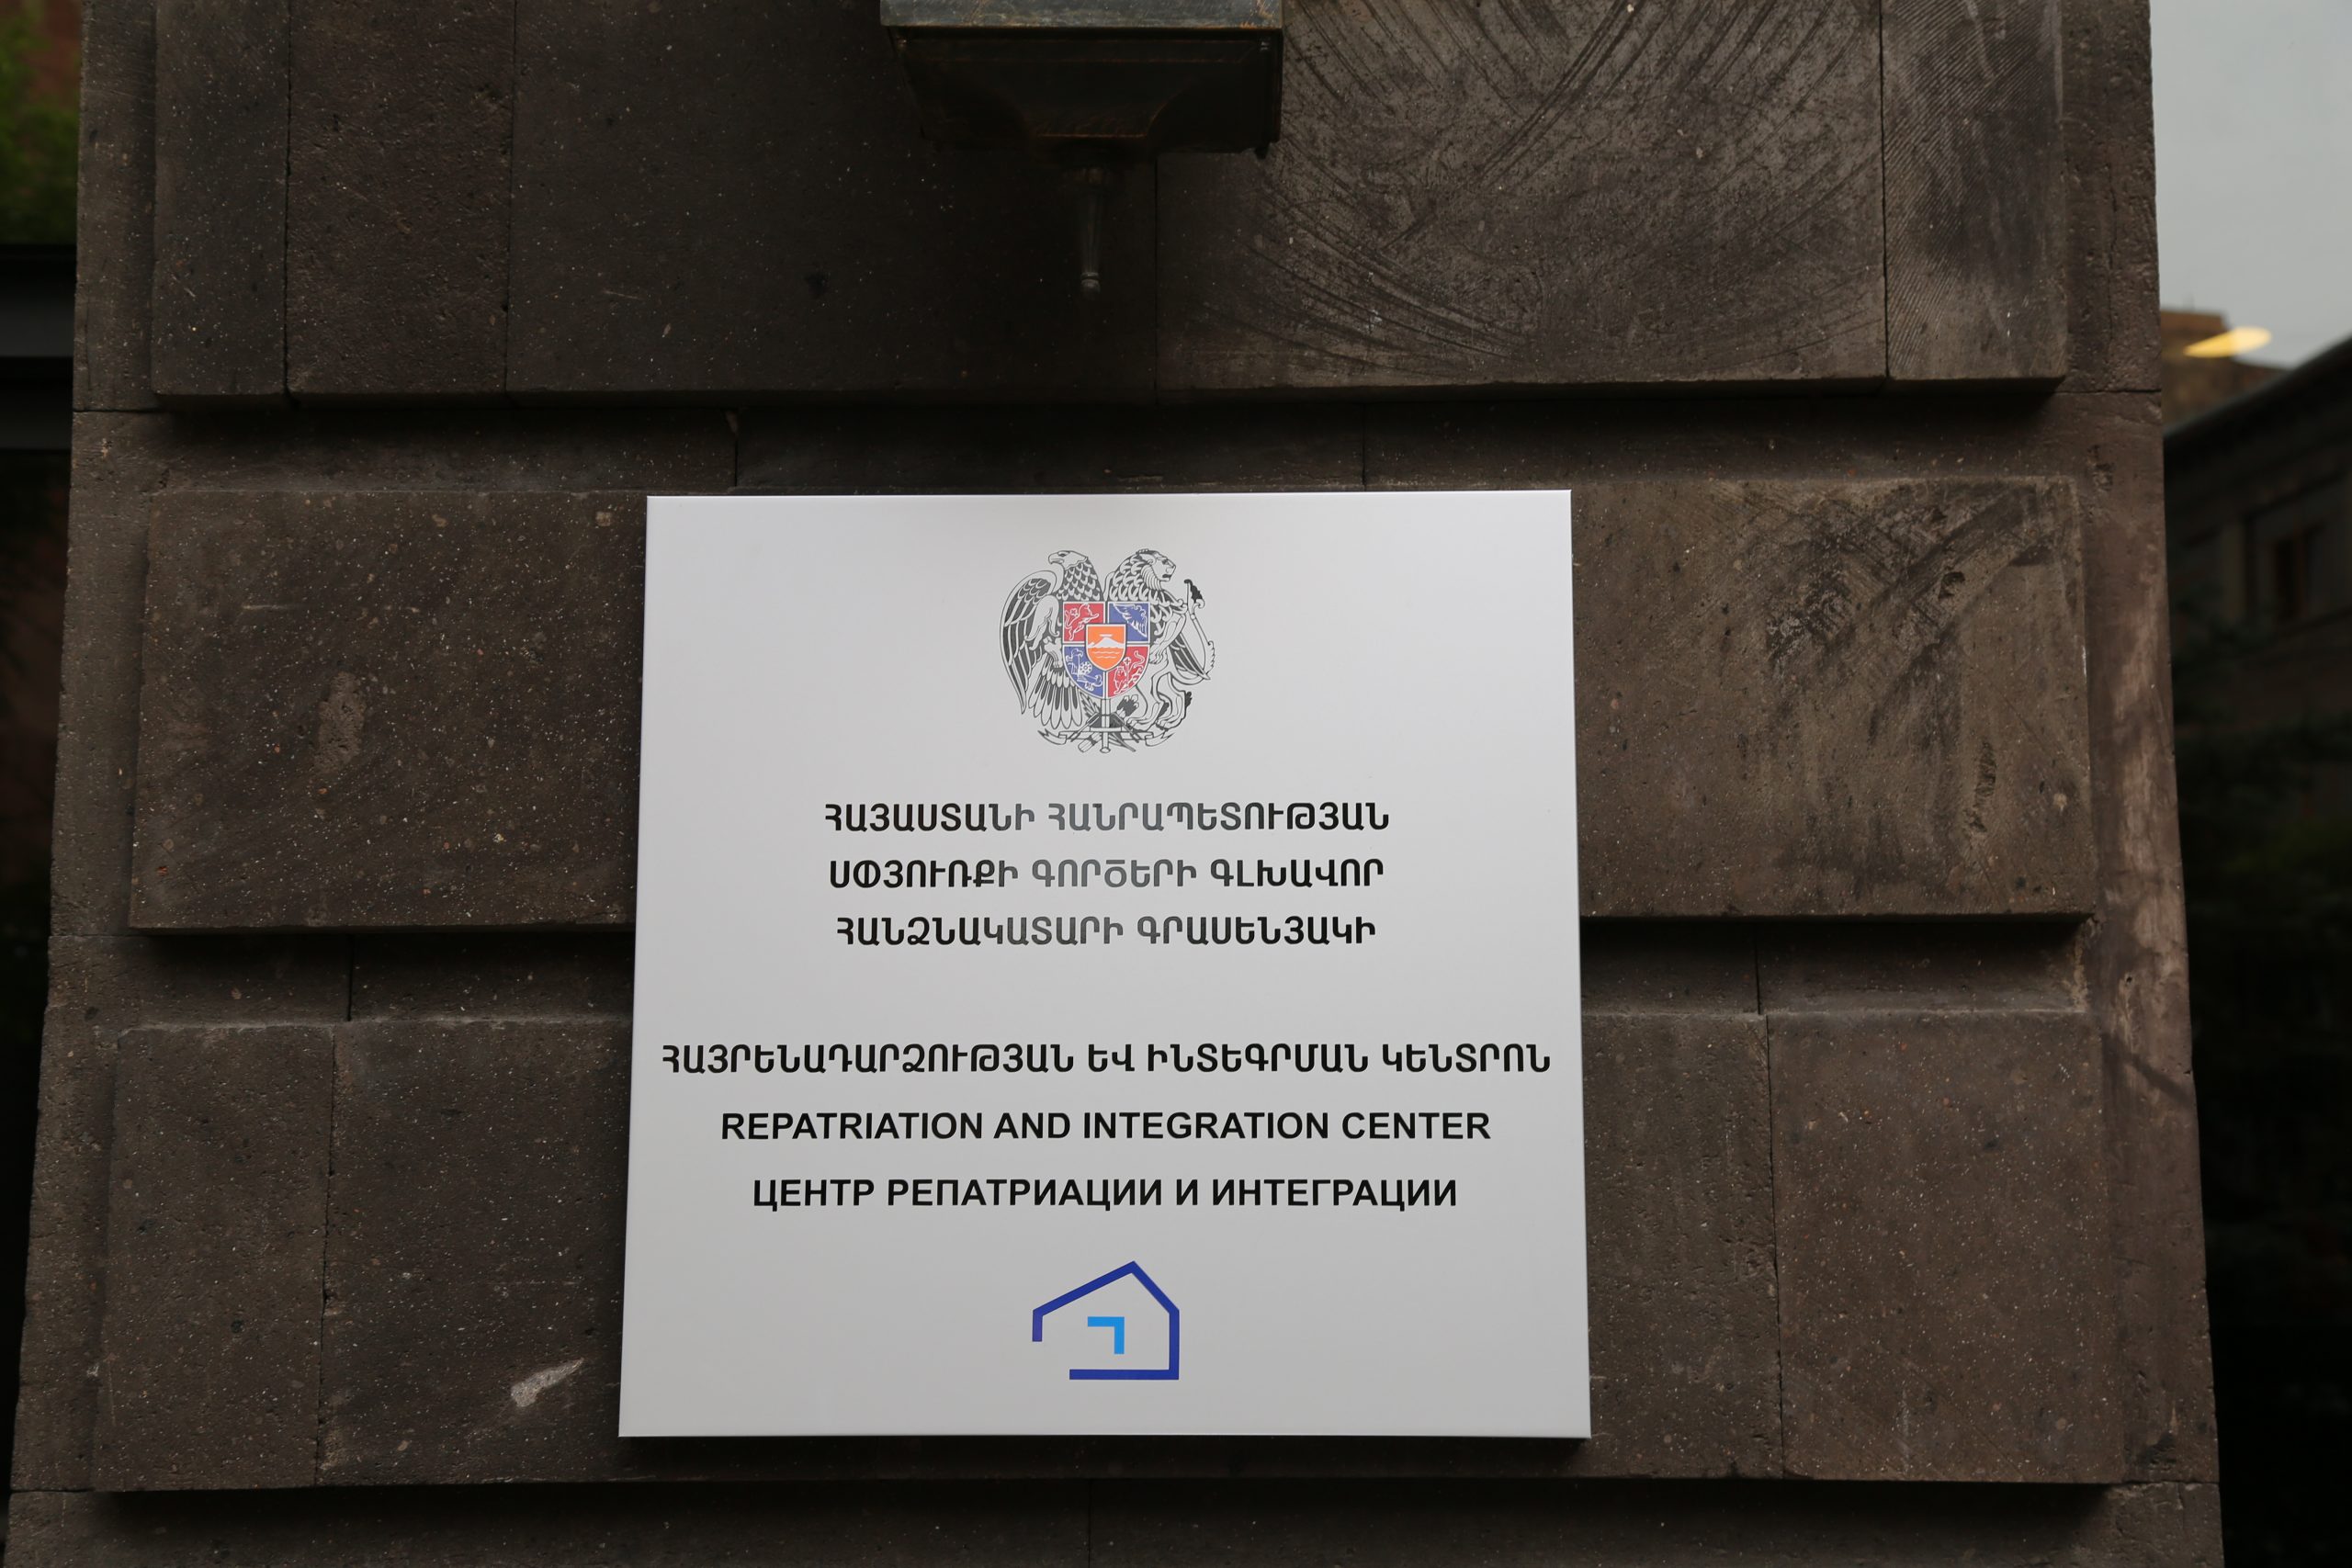 ՀԱՅԱՍՏԱՆԻ ՀԱՆՐԱՊԵՏՈՒԹՅԱՆ
ՍՓՅՈՒՌՔԻ ԳՈՐԾԵՐԻ ԳԼԽԱՎՈՐ
ՀԱՆՁՆԱԿԱՏԱՐԻ ԳՐԱՍԵՆՅԱԿԻ
ՀԱՅՐԵՆԱԴԱՐՁՈՒԹՅԱՆ ԵՎ ԻՆՏԵԳՐՄԱՆ ԿԵՆՏՐՈՆ
REPATRIATION AND INTEGRATION CENTER
ЦЕНТР РЕПАТРИАЦИИ И ИНТЕГРАЦИИ